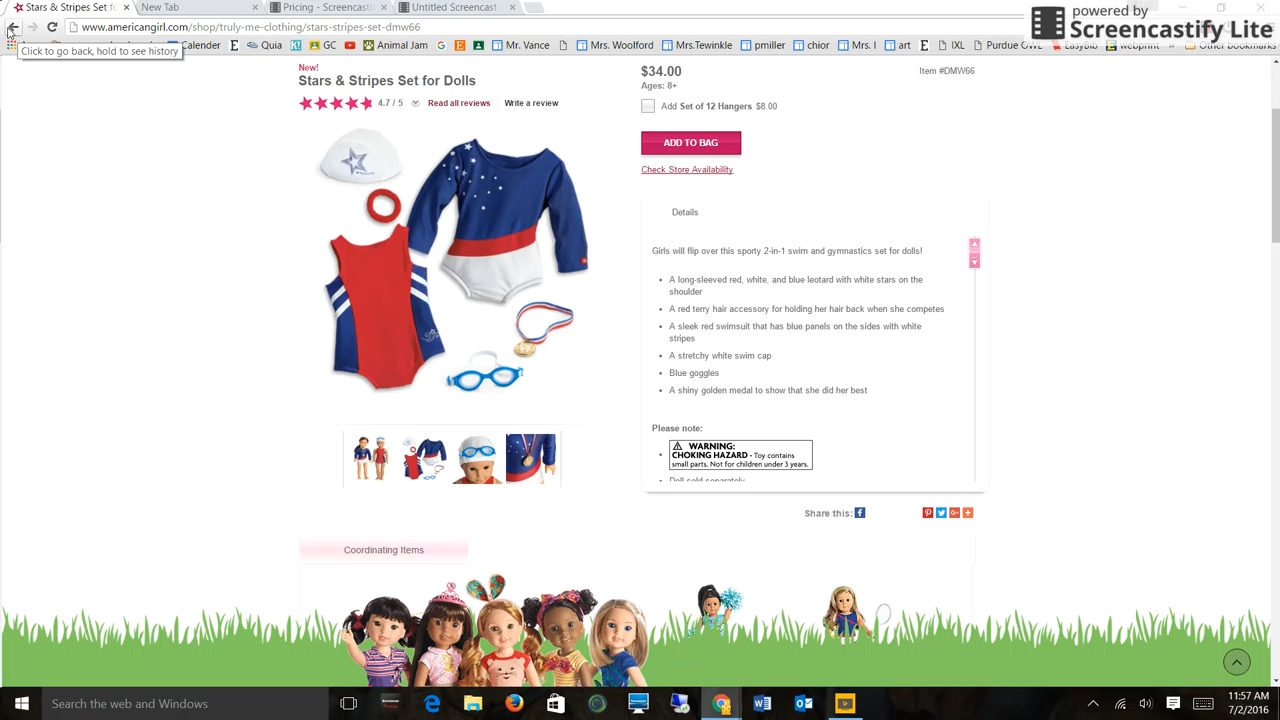 Stars & Stripes Set for D
New Tab
Pricing - Screencastify
Untitled Screencast
powered by
Screencastify Lite
www.americangirl.com/shop/truly-me-clothing/stars-stripes-set-dmw66
Click to go back, hold to see history
Calender
31
GC
Animal Jam
G
Mrs.Tewinkle
Mrs. Woolford
pmiller
pbuck
Mrs.Voordorf
IXL
Purdue OWL
Easybib
New!
Stars & Stripes Set for Dolls
4.7 / 5
Read all reviews
Write a review
$34.00
Item #DMW66
Ages: 8+
Add Set of 12 Hangers $8.00
ADD TO BAG
Check Store Availability
Details
Girls will flip over this sporty 2-in-1 swim and gymnastics set for dolls!
• A long-sleeved red, white, and blue leotard with white stars on the
shoulder
• A red terry hair accessory for holding her hair back when she competes
• A sleek red swimsuit that has blue panels on the sides with white
stripes
• A stretchy white swim cap
• Blue goggles
• A shiny golden medal to show that she did her best
Please note:
• WARNING:
CHOKING HAZARD - Toy contains
small parts. Not for children under 3 years.
• Doll sold separately
Share this:
Coordinating Items
Search the web and Windows
11:57 AM
7/2/2016